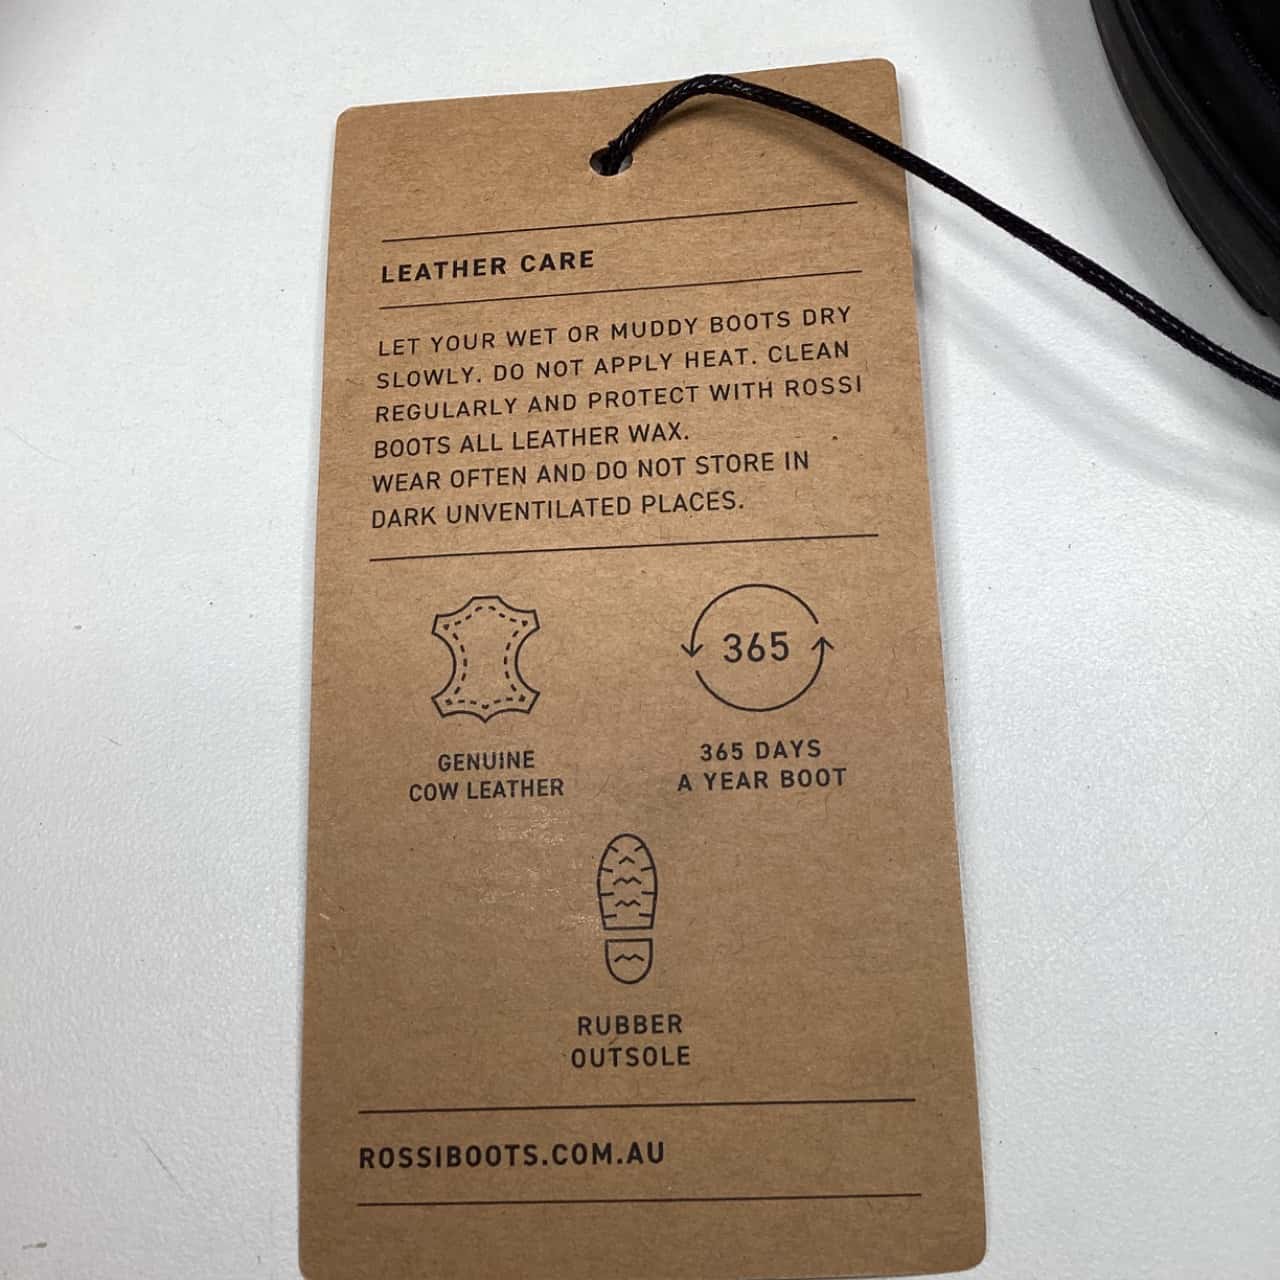 LEATHER CARE
LET YOUR WET OR MUDDY BOOTS DRY
SLOWLY. DO NOT APPLY HEAT. CLEAN
REGULARLY AND PROTECT WITH ROSSI
BOOTS ALL LEATHER WAX.
WEAR OFTEN AND DO NOT STORE IN
DARK UNVENTILATED PLACES.
365
GENUINE
COW LEATHER
365 DAYS
A YEAR BOOT
RUBBER
OUTSOLE
ROSSIBOOTS.COM.AU